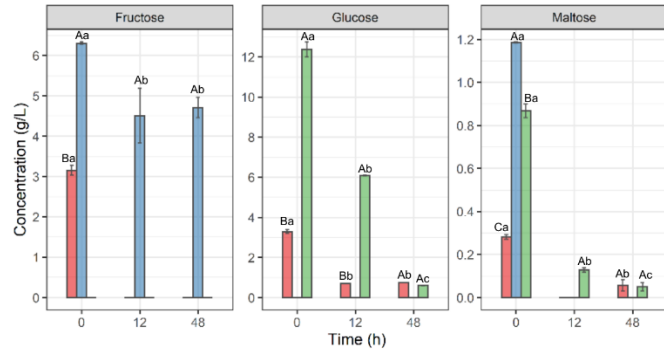 Fructose
Glucose
Maltose
Concentration (g/L)
6
5
4
3
2
1
0
Aa
Ba
Ab
Ab
0
12
48
12
10
8
6
4
2
0
Aa
Ba
Ab
Bb
Ab
Ac
0
12
48
1.2
1.0
0.8
0.6
0.4
0.2
0.0
Aa
Ba
Ca
Ab
Ab
Ac
0
12
48
Time (h)